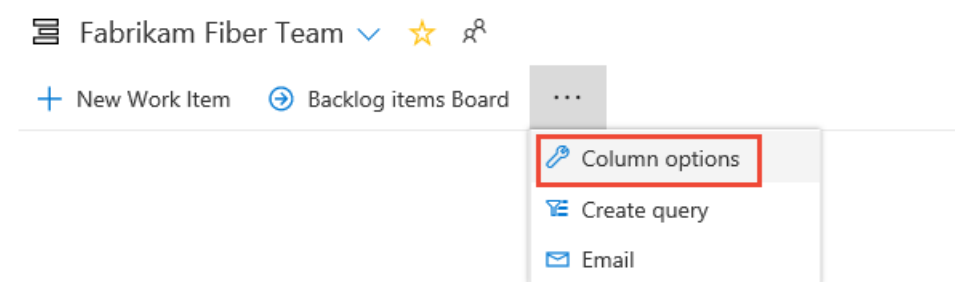 Fabrikam Fiber Team
New Work Item Backlog items Board ...
Column options
Create query
Email